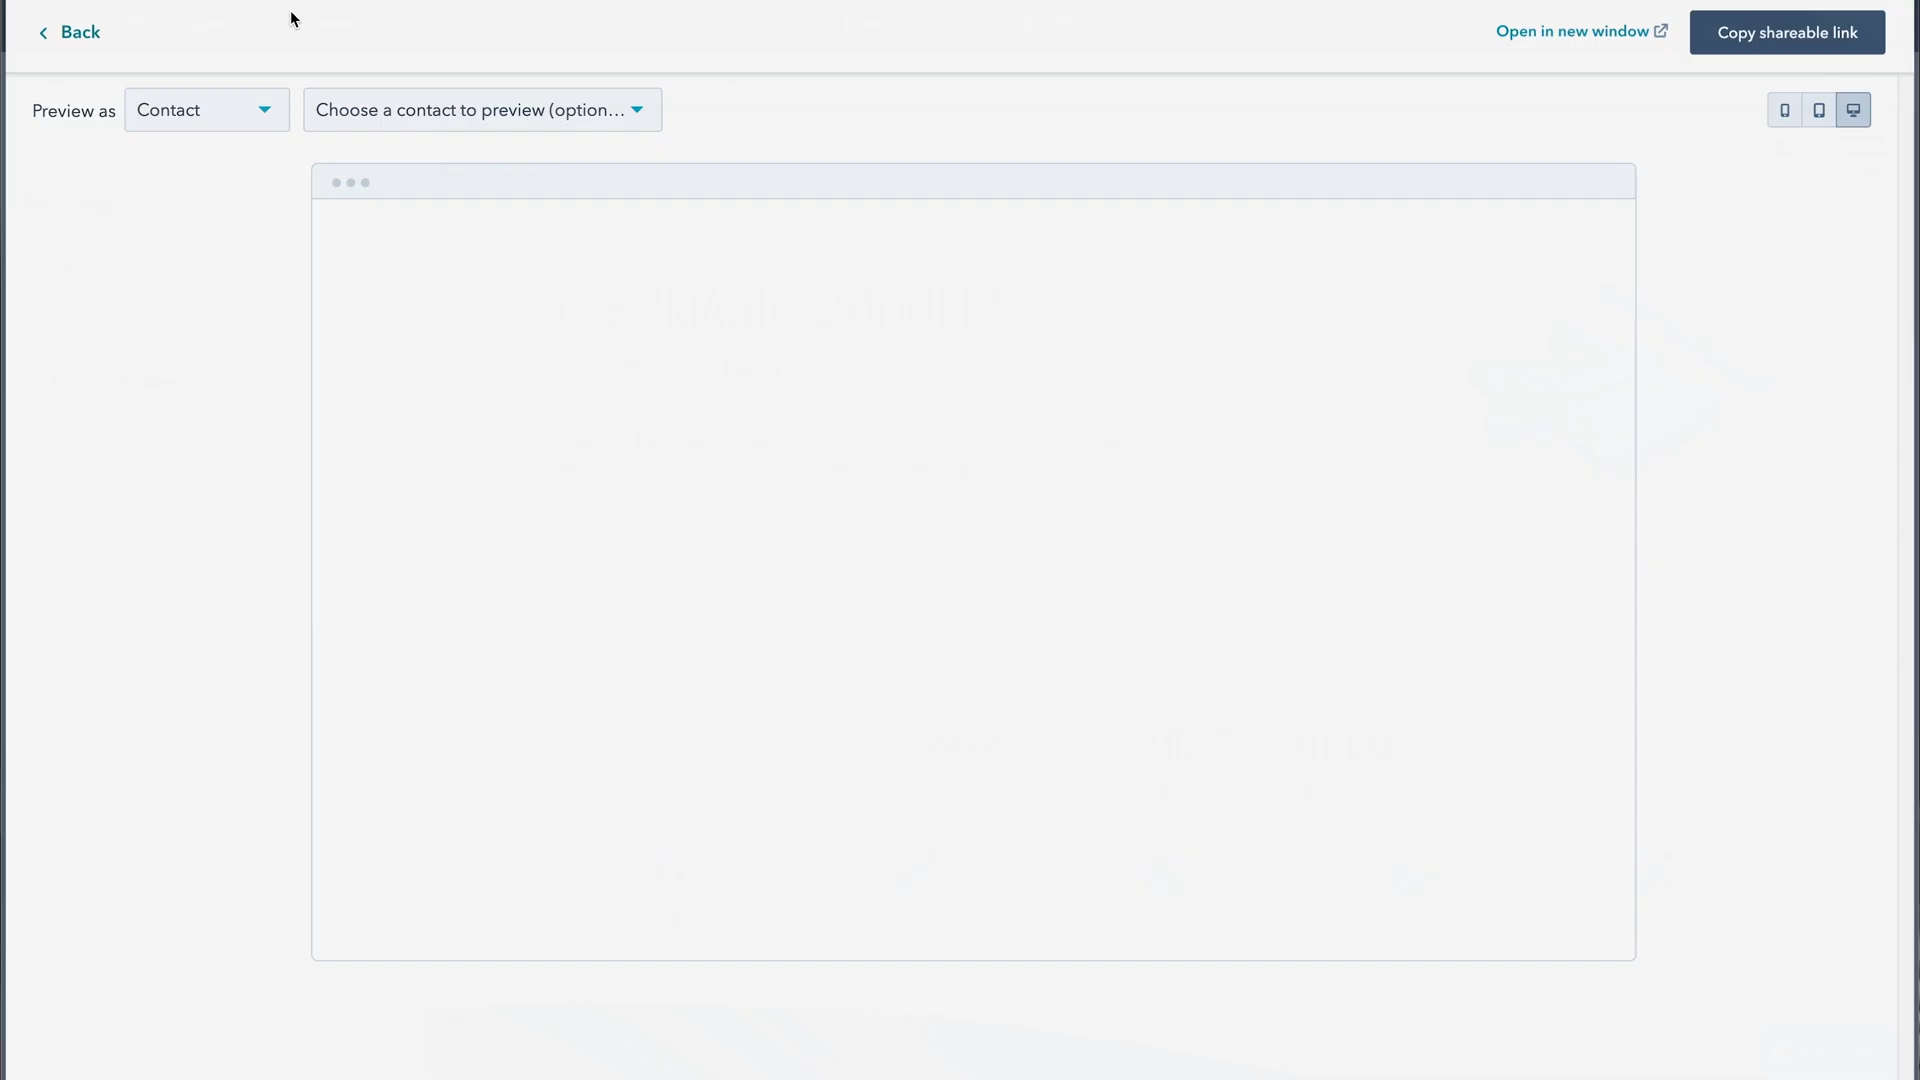 Back
Open in new window
Copy shareable link
Preview as
Contact
Choose a contact to preview (option...